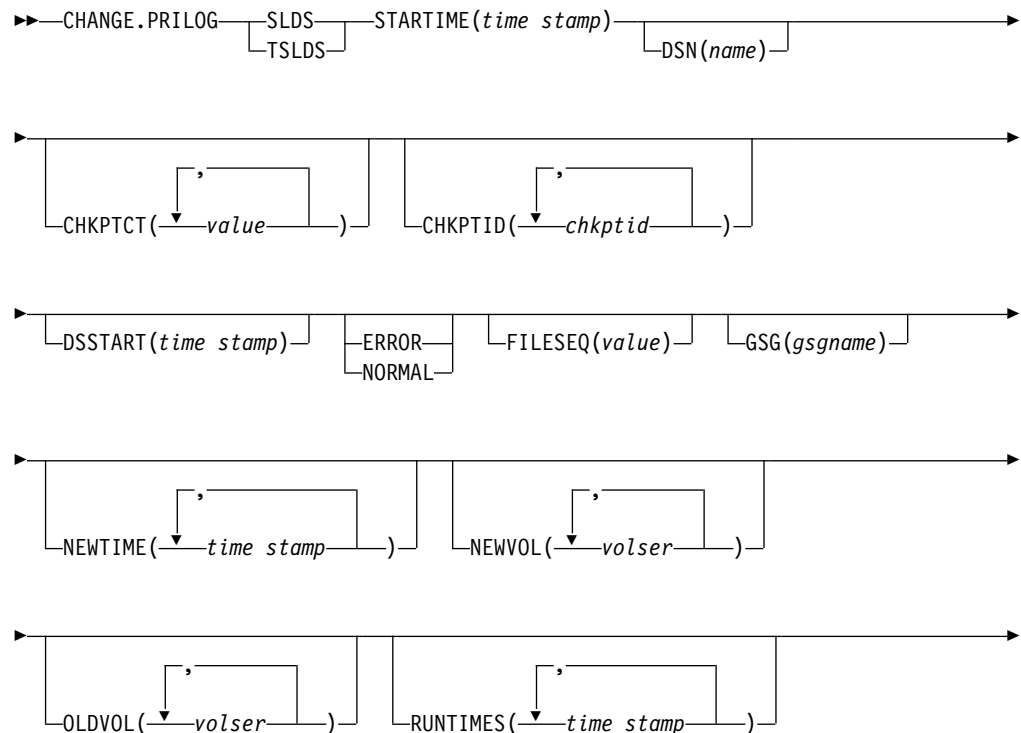 CHANGE.PRILOG SLDS STARTIME(time stamp)
TSLDS DSN(name)
, ,
CHKPTCT( value ) CHKPTID( chkptid )
DSSTART(time stamp) ERROR FILESEQ(value) GSG(gsgname)
NORMAL
, ,
NEWTIME( time stamp ) NEWVOL( volser )
, ,
OLDVOL( volser ) RUNTIMES( time stamp )